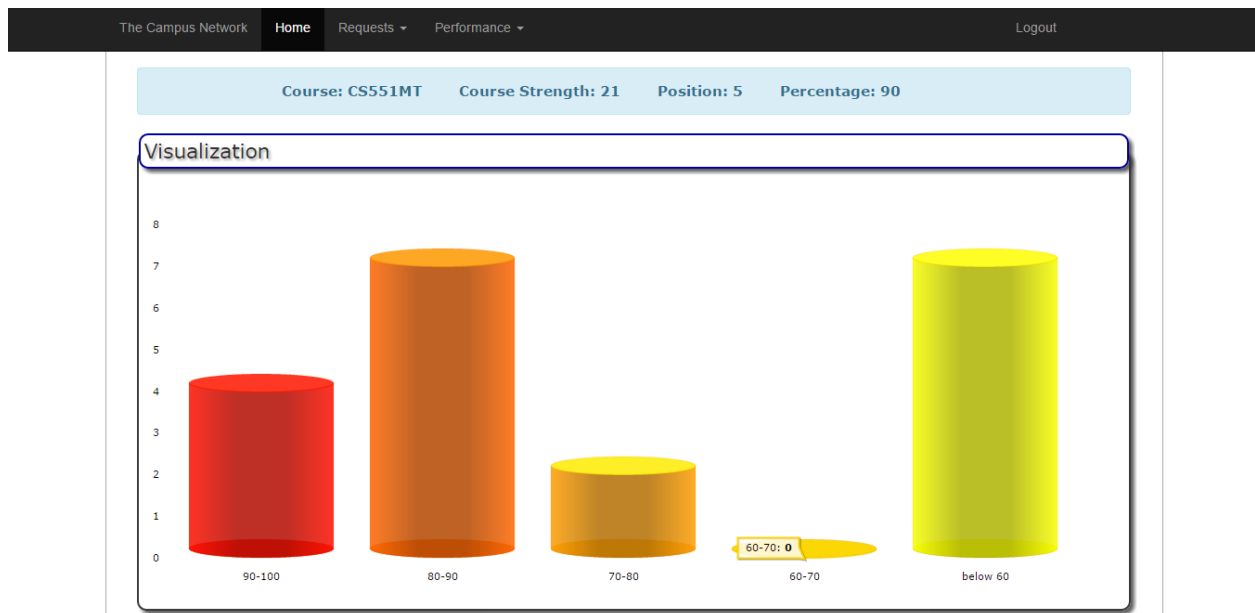 The Campus Network Home Requests Performance Logout
Course: CS551MT Course Strength: 21 Position: 5 Percentage: 90
Visualization
8
7
6
5
4
3
2
1
60-70: 0
0
90-100 80-90 70-80 60-70 below 60